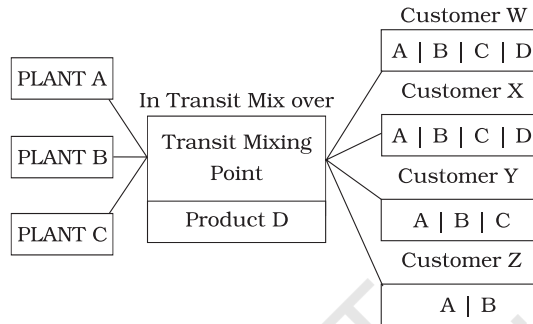 PLANT A
PLANT B
PLANT C
In Transit Mix over
Transit Mixing
Point
Product D
Customer W
A | B | C | D
Customer X
A | B | C | D
Customer Y
A | B | C
Customer Z
A | B